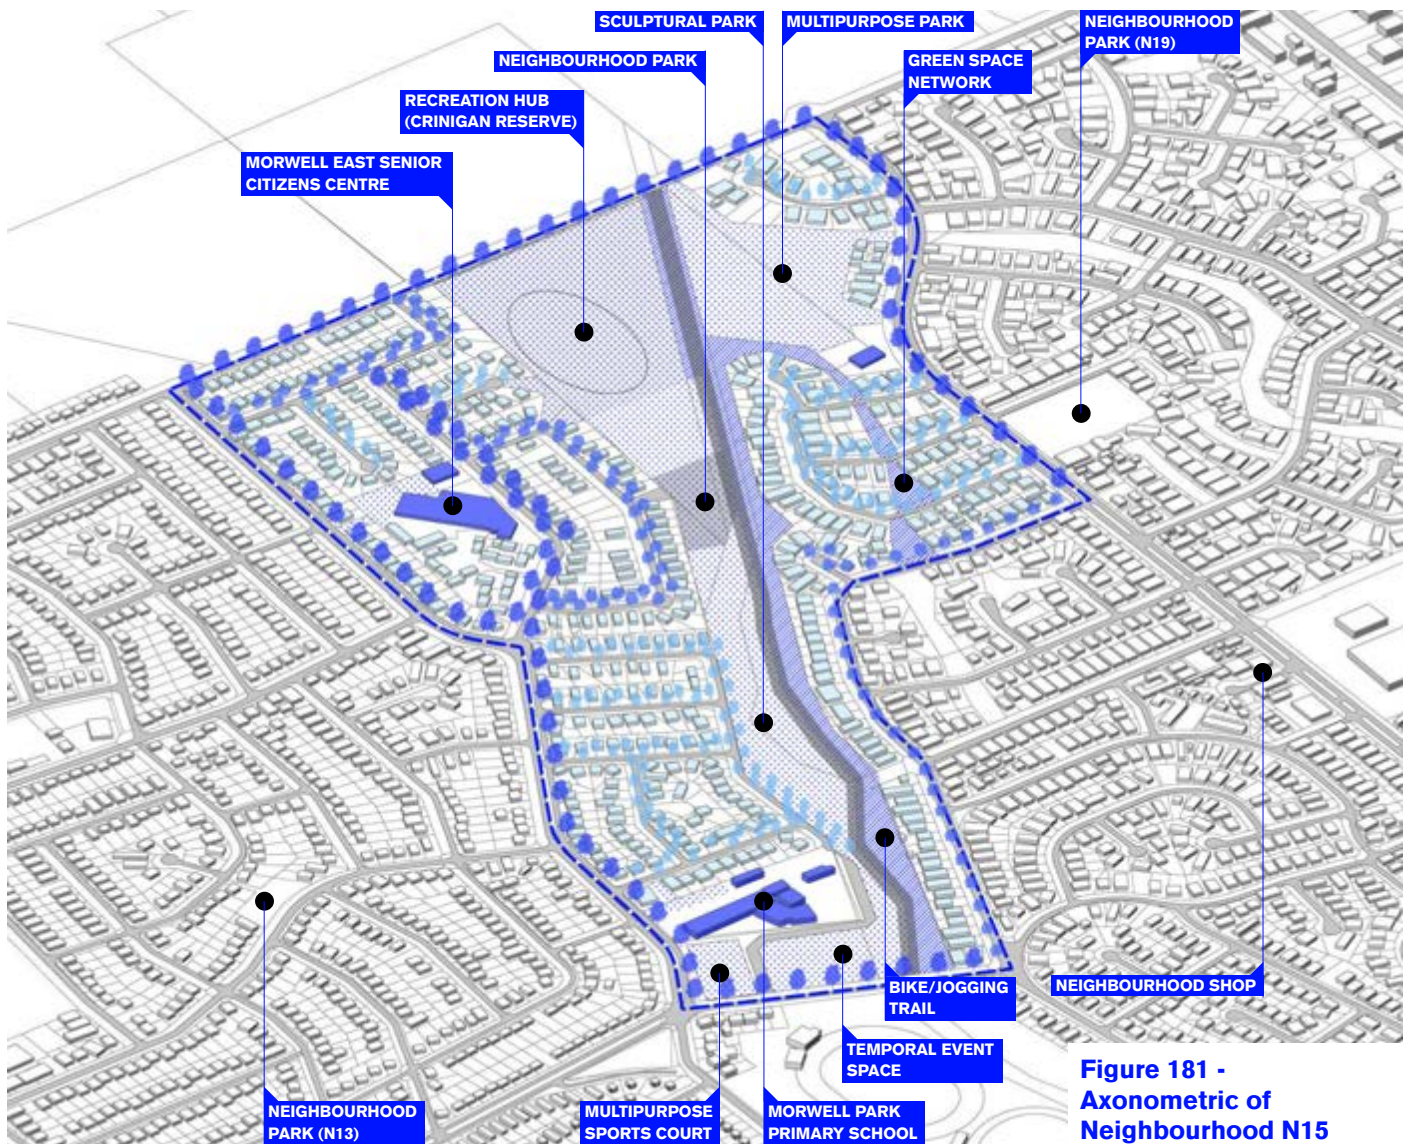 SCULPTURAL PARK
MULTIPURPOSE PARK
NEIGHBOURHOOD
PARK (N19)
NEIGHBOURHOOD PARK
GREEN SPACE
NETWORK
RECREATION HUB
(CRINIGAN RESERVE)
MORWELL EAST SENIOR
CITIZENS CENTRE
BIKE/JOGGING
TRAIL
NEIGHBOURHOOD SHOP
TEMPORAL EVENT
SPACE
NEIGHBOURHOOD
PARK (N13)
MULTIPURPOSE
SPORTS COURT
MORWELL PARK
PRIMARY SCHOOL
Figure 181 -
Axonometric of
Neighbourhood N15